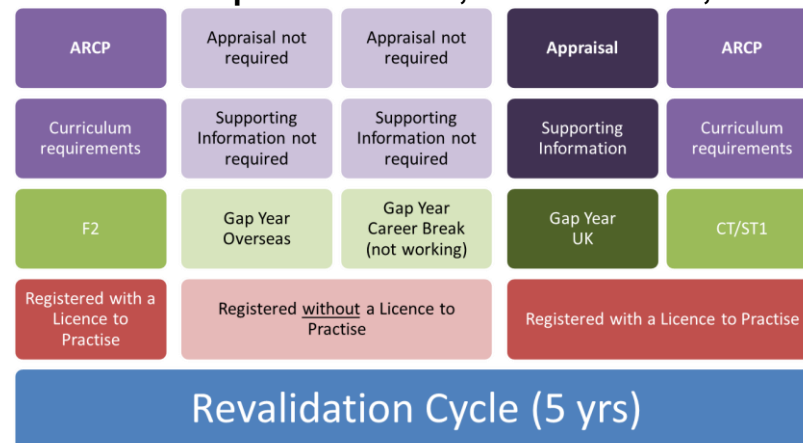 ARCP
Appraisal not
required
Appraisal not
required
Appraisal
ARCP
Curriculum
requirements
Supporting
Information not
required
Supporting
Information not
required
Supporting
Information
Curriculum
requirements
F2
Gap Year
Overseas
Gap Year
Career Break
(not working)
Gap Year
UK
CT/ST1
Registered with a
Licence to
Practise
Registered without a Licence to
Practise
Registered with a Licence to Practise
Revalidation Cycle (5 yrs)